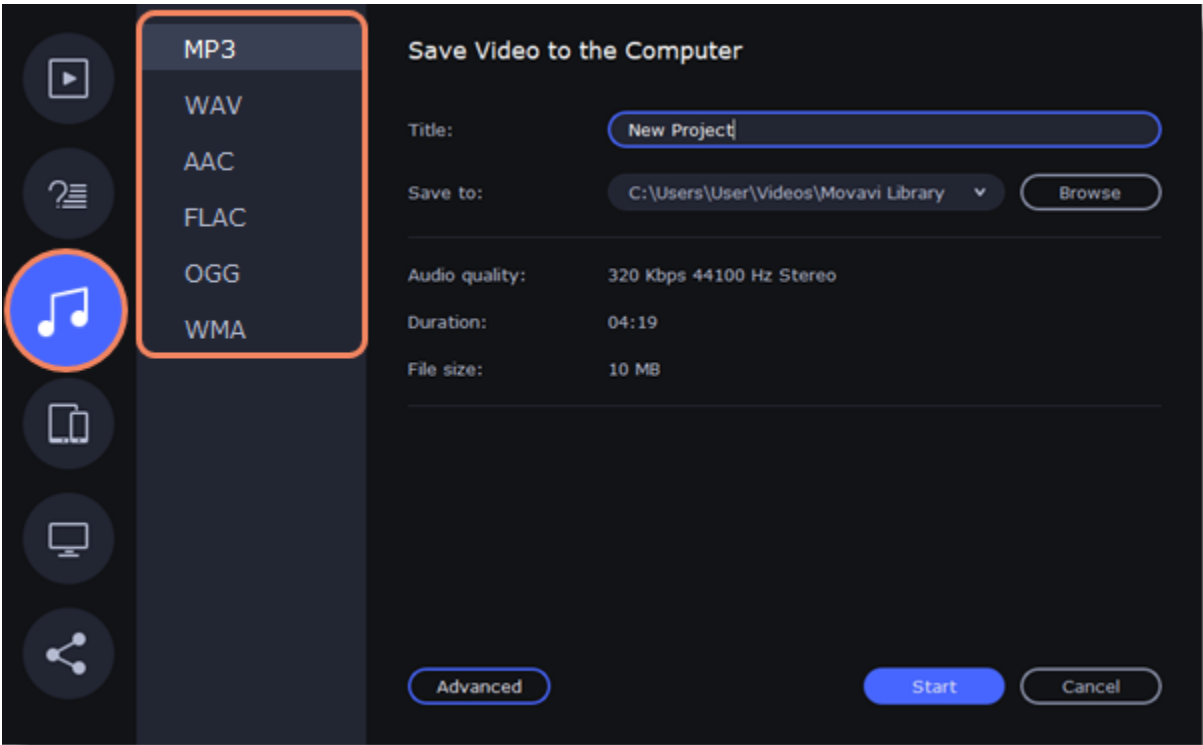 MP3
WAV
AAC
FLAC
OGG
WMA
Save Video to the Computer
Title: New Project
Save to: C:\Users\User\Videos\Movavi Library Browse
Audio quality: 320 Kbps 44100 Hz Stereo
Duration: 04:19
File size: 10 MB
Advanced Start Cancel